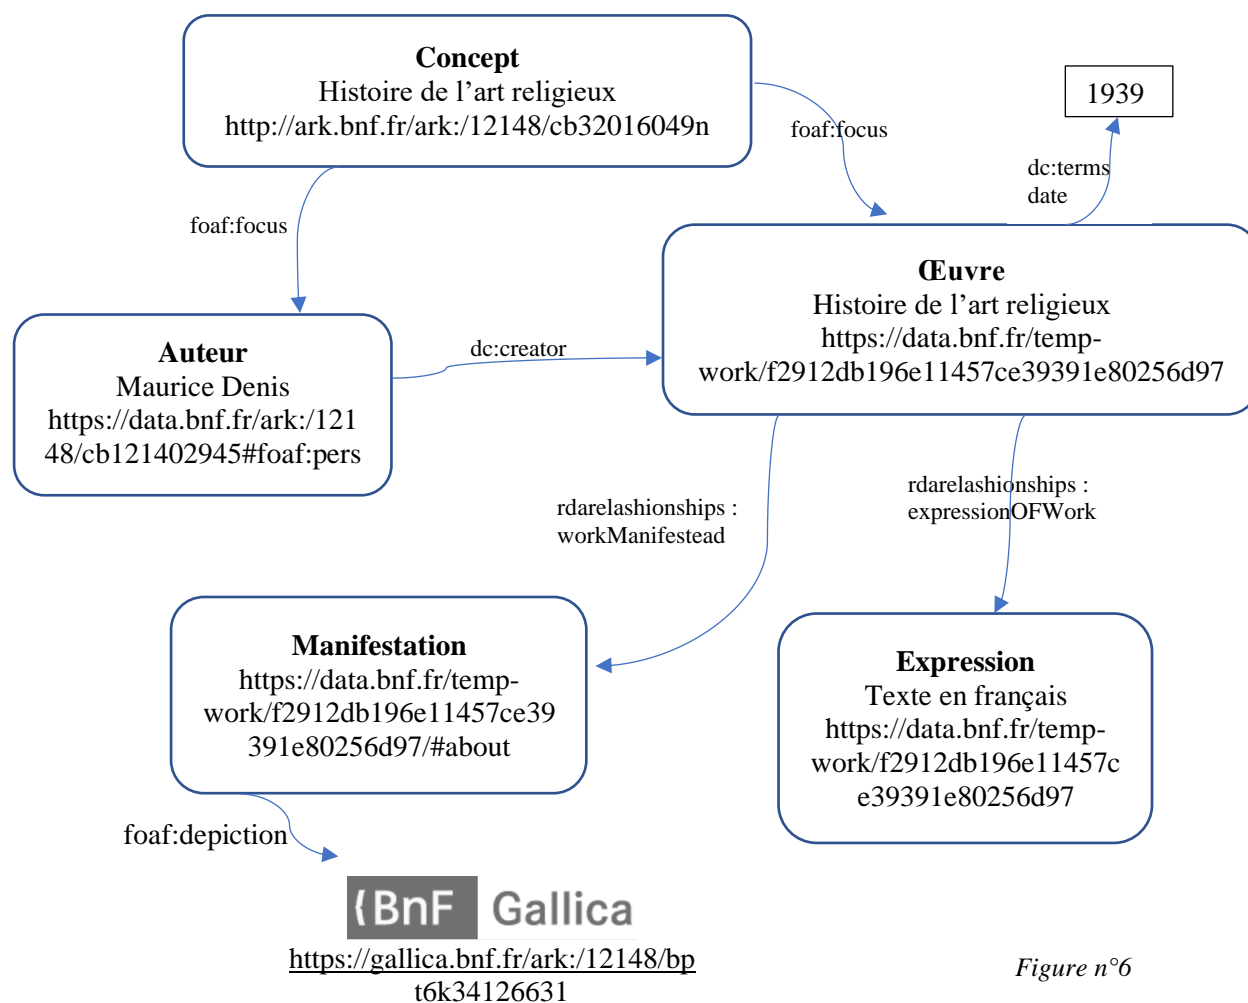 Concept
Histoire de l’art religieux
http://ark.bnf.fr/ark:/12148/cb32016049n
1939
foaf:focus
dc:terms
date
foaf:focus
Œuvre
Histoire de l’art religieux
https://data.bnf.fr/temp-
work/f2912db196e11457ce39391e80256d97
Auteur
Maurice Denis
https://data.bnf.fr/ark:/121
48/cb121402945#foaf:pers
dc:creator
rdarelashionships :
workManifestead
rdarelashionships :
expressionOFWork
Manifestation
https://data.bnf.fr/temp-
work/f2912db196e11457ce39
391e80256d97/#about
Expression
Texte en français
https://data.bnf.fr/temp-
work/f2912db196e11457c
e39391e80256d97
foaf:depiction
BnF Gallica
https://gallica.bnf.fr/ark:/12148/bp
t6k34126631
Figure n°6